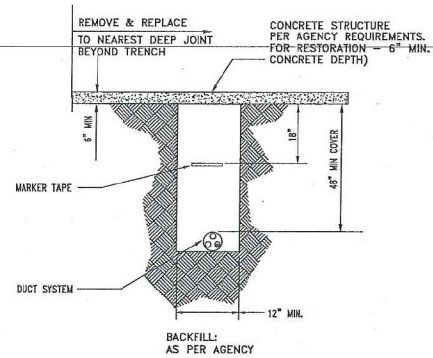 REMOVE & REPLACE
TO NEAREST DEEP JOINT
BEYOND TRENCH
CONCRETE STRUCTURE
PER AGENCY REQUIREMENTS.
FOR RESTORATION - 6" MIN.
CONCRETE DEPTH)
6" MIN
18"
48" MIN COVER
MARKER TAPE
DUCT SYSTEM
12" MIN.
BACKFILL:
AS PER AGENCY